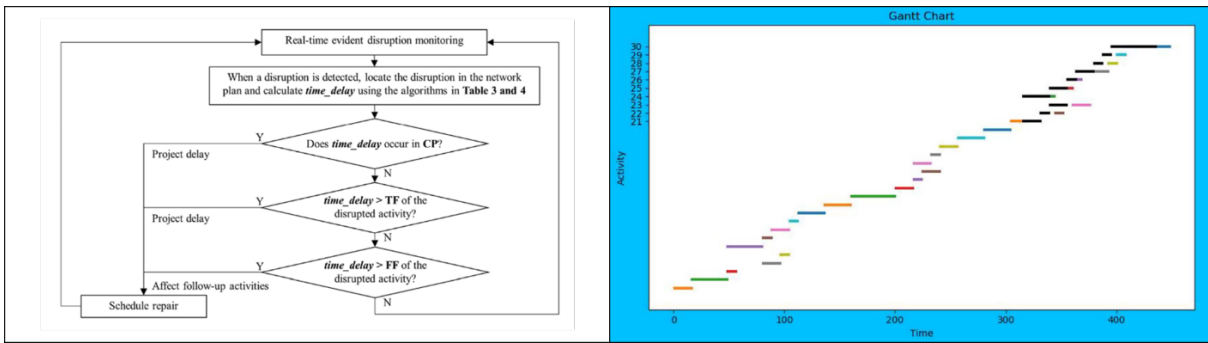 Real-time evident disruption monitoring
When a disruption is detected, locate the disruption in the network
plan and calculate time_delay using the algorithms in Table 3 and 4
Y
Does time_delay occur in CP?
Project delay
N
Y
time_delay > TF of the
disrupted activity?
Project delay
N
Y
time_delay > FF of the
disrupted activity?
Affect follow-up activities
N
Schedule repair
Gantt Chart
30
29
28
27
26
25
24
23
22
21
Activity
0
100
200
300
400
Time